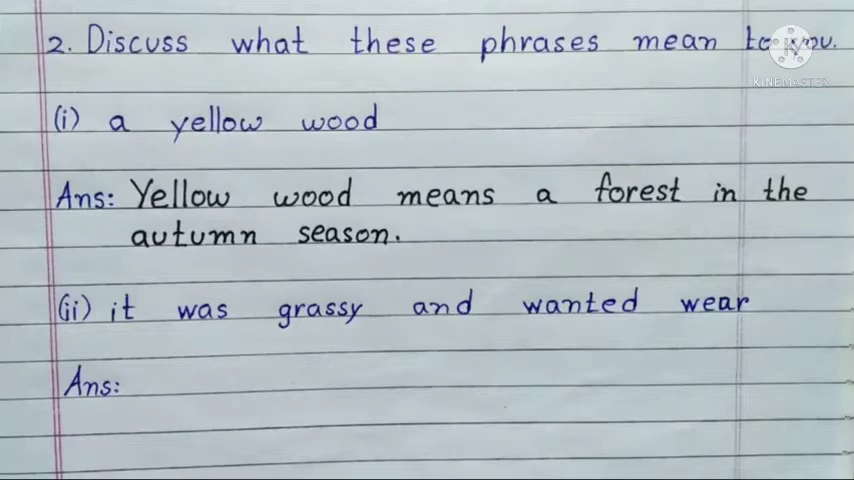 2. Discuss what these phrases mean to you.
KINEMASTER
(i) a yellow wood
Ans: Yellow wood means a forest in the
autumn season.
(ii) it was grassy and wanted wear
Ans: